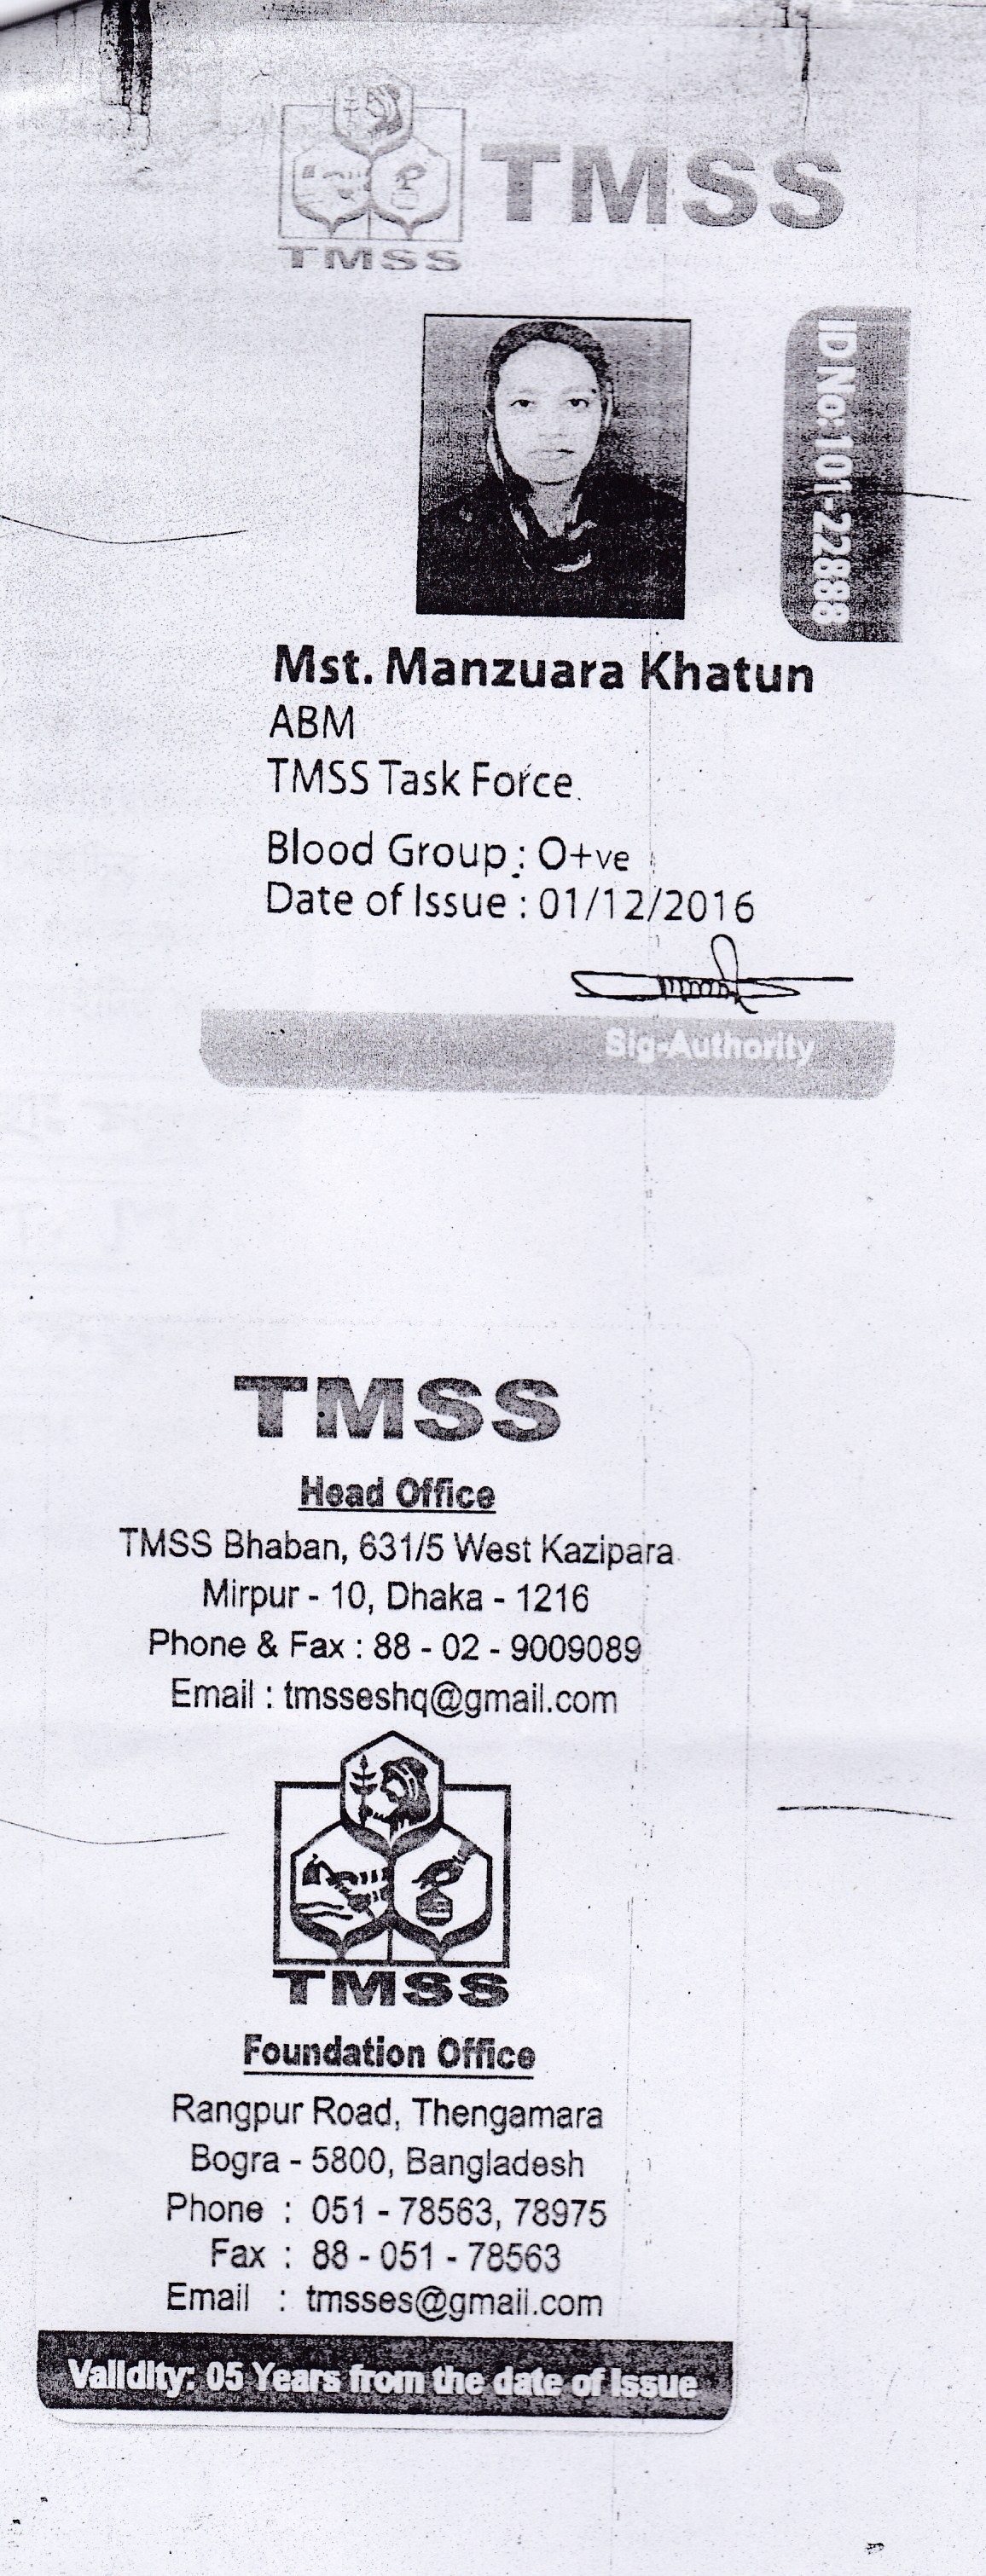 TMSS
TMSS
ID No: 101-22888
Mst. Manzuara Khatun
ABM
TMSS Task Force
Blood Group : O+ve
Date of Issue : 01/12/2016
Sig-Authority
TMSS
Head Office
TMSS Bhaban, 631/5 West Kazipara
Mirpur - 10, Dhaka - 1216
Phone & Fax : 88 - 02 - 9009089
Email : tmsseshq@gmail.com
TMSS
Foundation Office
Rangpur Road, Thengamara
Bogra - 5800, Bangladesh
Phone : 051 - 78563, 78975
Fax : 88 - 051 - 78563
Email : tmsses@gmail.com
Validity: 05 Years from the date of Issue